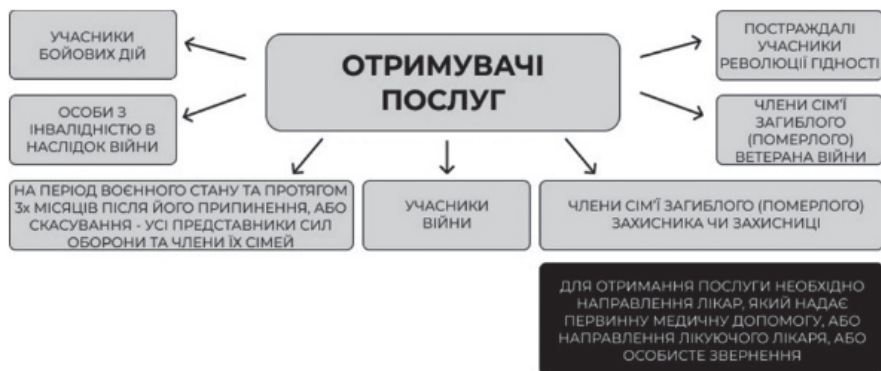 УЧАСНИКИ
БОЙОВИХ ДІЙ
ОТРИМУВАЧІ
ПОСЛУГ
ПОСТРАЖДАЛІ
УЧАСНИКИ
РЕВОЛЮЦІЇ ГІДНОСТІ
ОСОБИ З
ІНВАЛІДНІСТЮ В
НАСЛІДОК ВІЙНИ
ЧЛЕНИ СІМ'Ї
ЗАГИБЛОГО
(ПОМЕРЛОГО)
ВЕТЕРАНА ВІЙНИ
НА ПЕРІОД ВОЄННОГО СТАНУ ТА ПРОТЯГОМ
3х МІСЯЦІВ ПІСЛЯ ЙОГО ПРИПИНЕННЯ, АБО
СКАСУВАННЯ - УСІ ПРЕДСТАВНИКИ СИЛ
ОБОРОНИ ТА ЧЛЕНИ ЇХ СІМЕЙ
УЧАСНИКИ
ВІЙНИ
ЧЛЕНИ СІМ'Ї ЗАГИБЛОГО (ПОМЕРЛОГО)
ЗАХИСНИКА ЧИ ЗАХИСНИЦІ
ДЛЯ ОТРИМАННЯ ПОСЛУГИ НЕОБХІДНО
НАПРАВЛЕННЯ ЛІКАР, ЯКИЙ НАДАЄ
ПЕРВИННУ МЕДИЧНУ ДОПОМОГУ, АБО
НАПРАВЛЕННЯ ЛІКУЮЧОГО ЛІКАРЯ, АБО
ОСОБИСТЕ ЗВЕРНЕННЯ